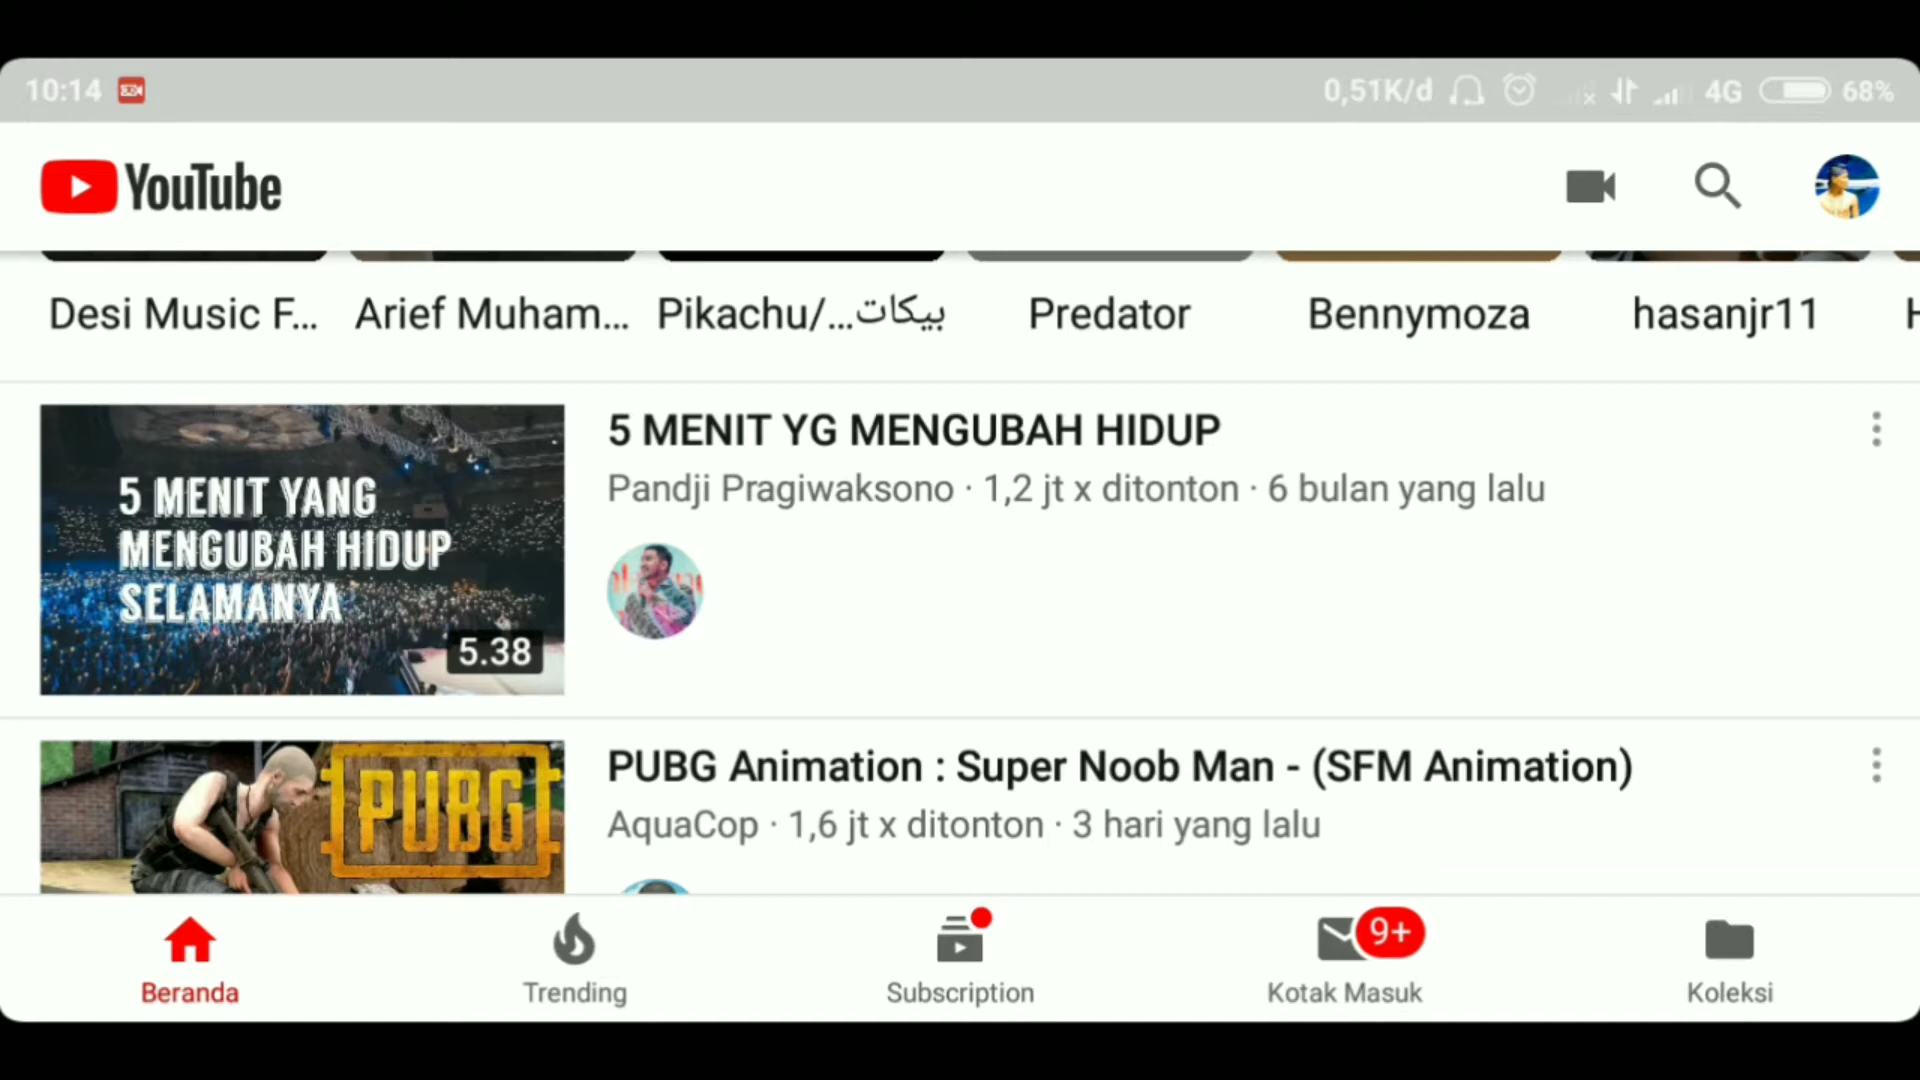 10:14 0,51K/d 4G 68%
YouTube
Desi Music F... Arief Muham... Pikachu/...بيكات Predator Bennymoza hasanjr11 H
5 MENIT YANG
MENGUBAH HIDUP
SELAMANYA
5.38
5 MENIT YG MENGUBAH HIDUP
Pandji Pragiwaksono · 1,2 jt x ditonton · 6 bulan yang lalu
PUBG
PUBG Animation : Super Noob Man - (SFM Animation)
AquaCop · 1,6 jt x ditonton · 3 hari yang lalu
9+
Beranda Trending Subscription Kotak Masuk Koleksi